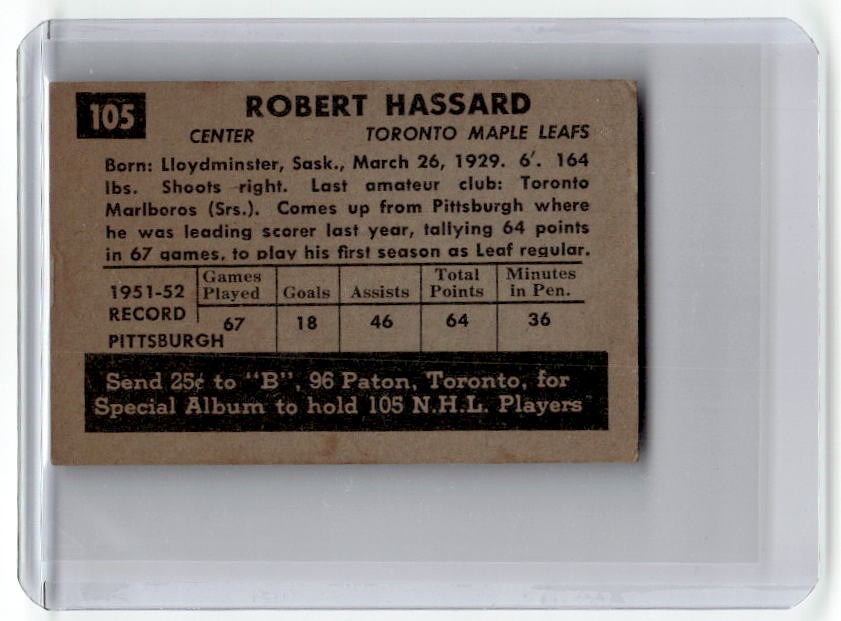 105
ROBERT HASSARD
CENTER TORONTO MAPLE LEAFS
Born: Lloydminster, Sask., March 26, 1929. 6'. 164
lbs. Shoots right. Last amateur club: Toronto
Marlboros (Srs.). Comes up from Pittsburgh where
he was leading scorer last year, tallying 64 points
in 67 games, to play his first season as Leaf regular.
1951-52 RECORD PITTSBURGH
Games Played Goals Assists Total Points Minutes in Pen.
67 18 46 64 36
Send 25¢ to "B", 96 Paton, Toronto, for
Special Album to hold 105 N.H.L. Players